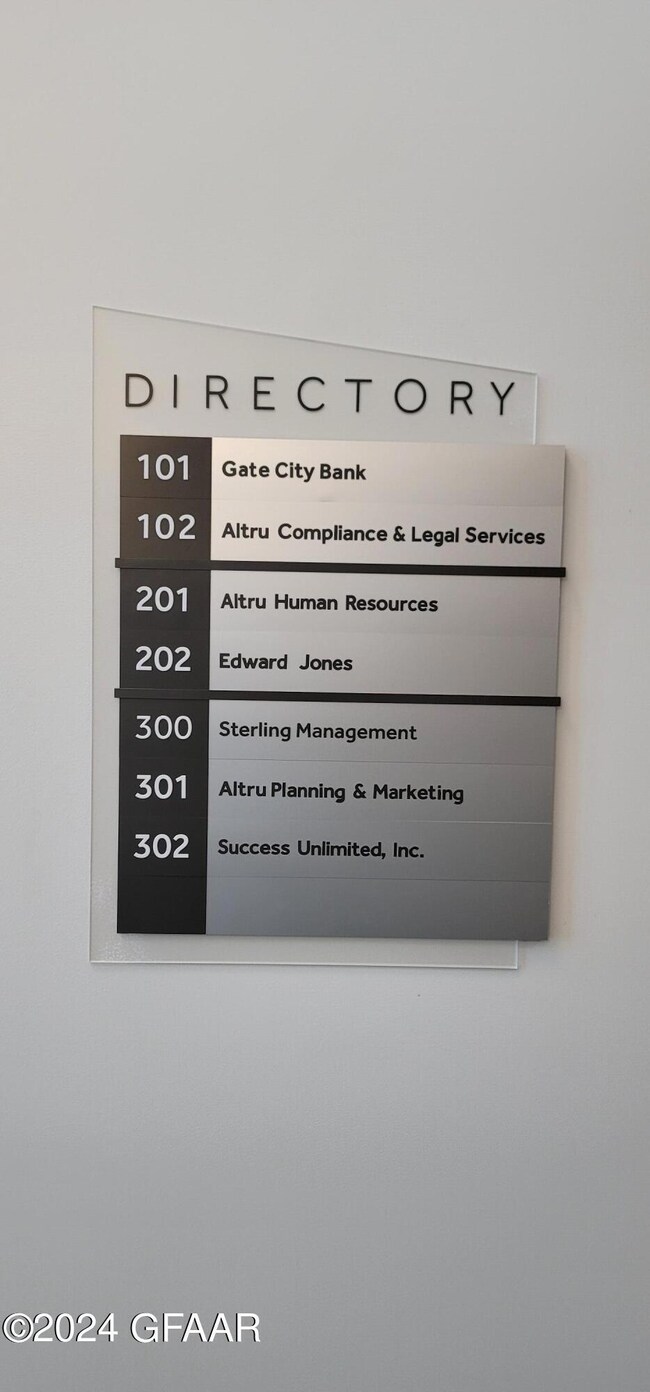 DIRECTORY
101 Gate City Bank
102 Altru Compliance & Legal Services
201 Altru Human Resources
202 Edward Jones
300 Sterling Management
301 Altru Planning & Marketing
302 Success Unlimited, Inc.
©2024 GFAAR